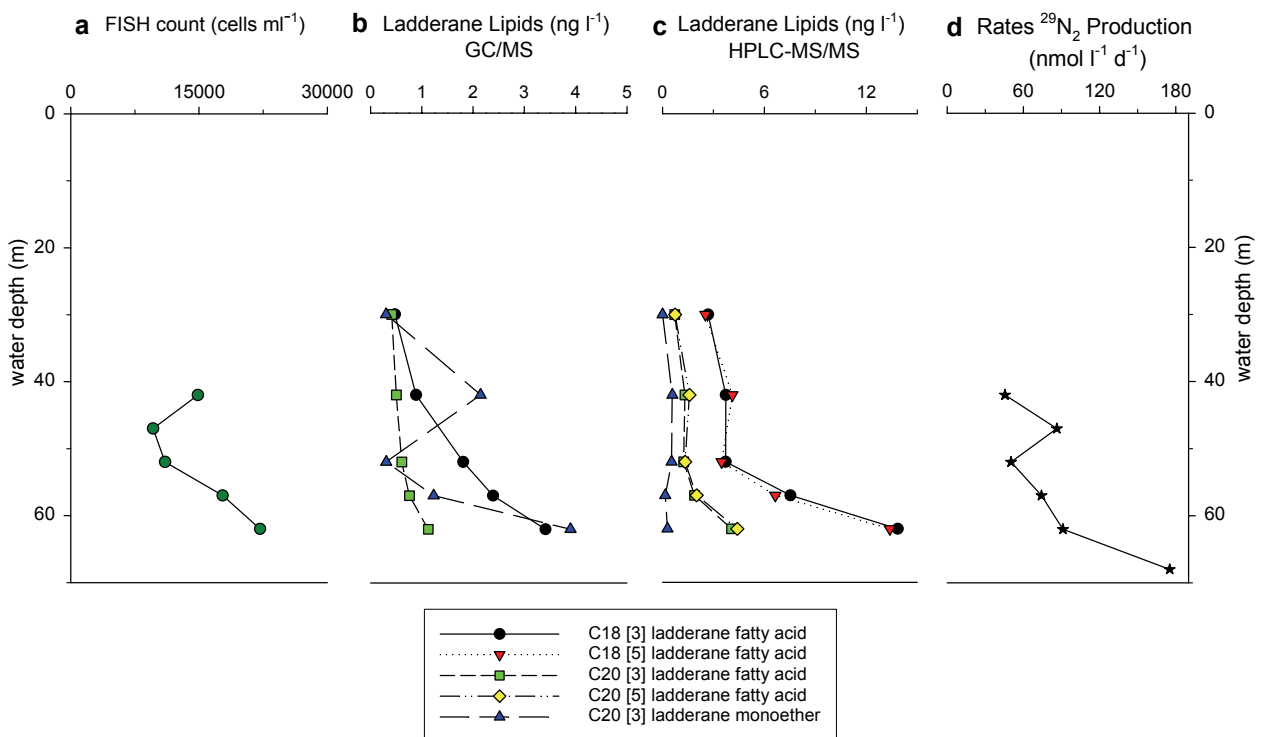 a FISH count (cells ml⁻¹)
b Ladderane Lipids (ng l⁻¹)
GC/MS
c Ladderane Lipids (ng l⁻¹)
HPLC-MS/MS
d Rates ²⁹N₂ Production
(nmol l⁻¹ d⁻¹)
0 15000 30000
0 1 2 3 4 5
0 6 12
0 60 120 180
0
20
40
60
water depth (m)
0
20
40
60
water depth (m)
C18 [3] ladderane fatty acid
C18 [5] ladderane fatty acid
C20 [3] ladderane fatty acid
C20 [5] ladderane fatty acid
C20 [3] ladderane monoether